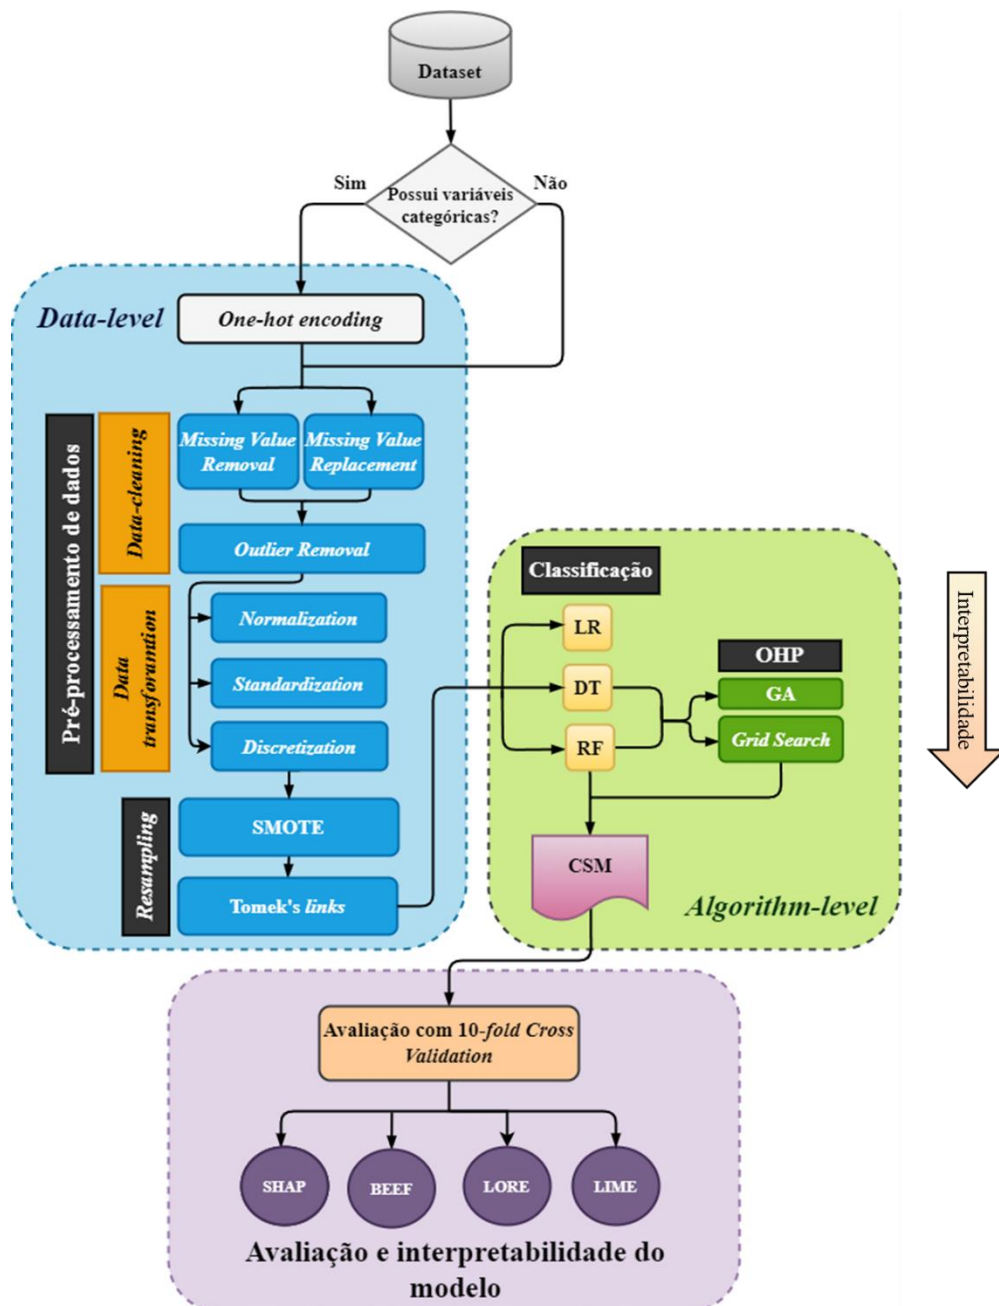 Dataset
Sim
Não
Possui variáveis
categóricas?
Data-level
One-hot encoding
Pré-processamento de dados
Data-cleaning
Missing Value
Removal
Missing Value
Replacement
Outlier Removal
Data
transforamtion
Normalization
Standardization
Discretization
Resampling
SMOTE
Tomek's links
Classificação
LR
DT
RF
OHP
GA
Grid Search
CSM
Algorithm-level
Interpretabilidade
Avaliação com 10-fold Cross
Validation
SHAP
BEEF
LORE
LIME
Avaliação e interpretabilidade do
modelo